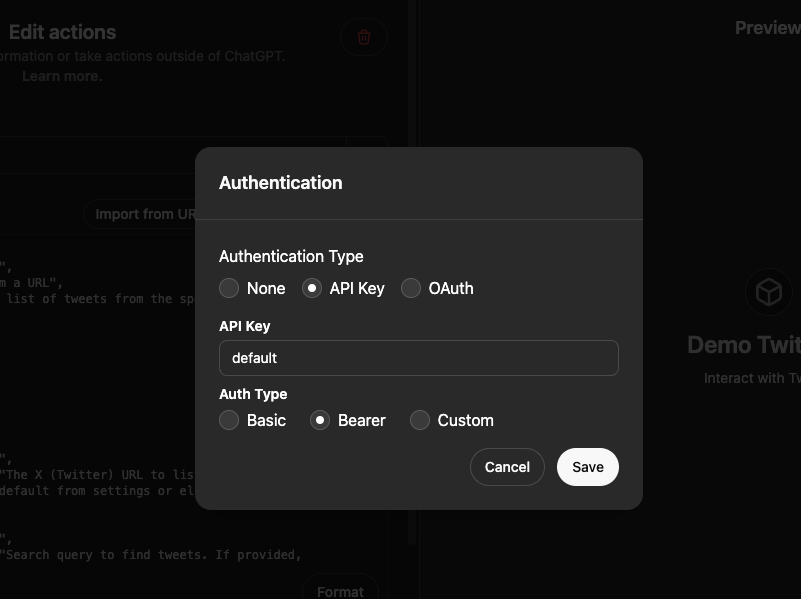 Edit actions
Preview
ormation or take actions outside of ChatGPT.
Learn more.
Authentication
Import from UR
Authentication Type
",
m a URL",
None
API Key
OAuth
list of tweets from the sp
API Key
Demo Twit
default
Interact with Tw
Auth Type
Basic
Bearer
Custom
",
"The X (Twitter) URL to lis
Cancel
Save
default from settings or el
",
"Search query to find tweets. If provided,
Format